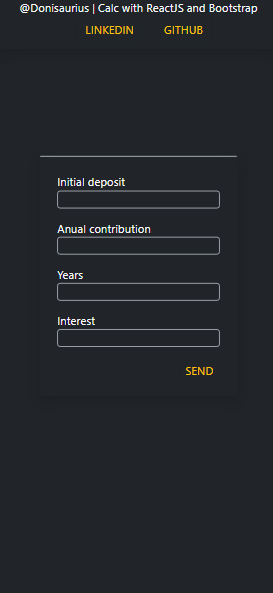 @Donisaurius | Calc with ReactJS and Bootstrap
LINKEDIN GITHUB
Initial deposit
Anual contribution
Years
Interest
SEND